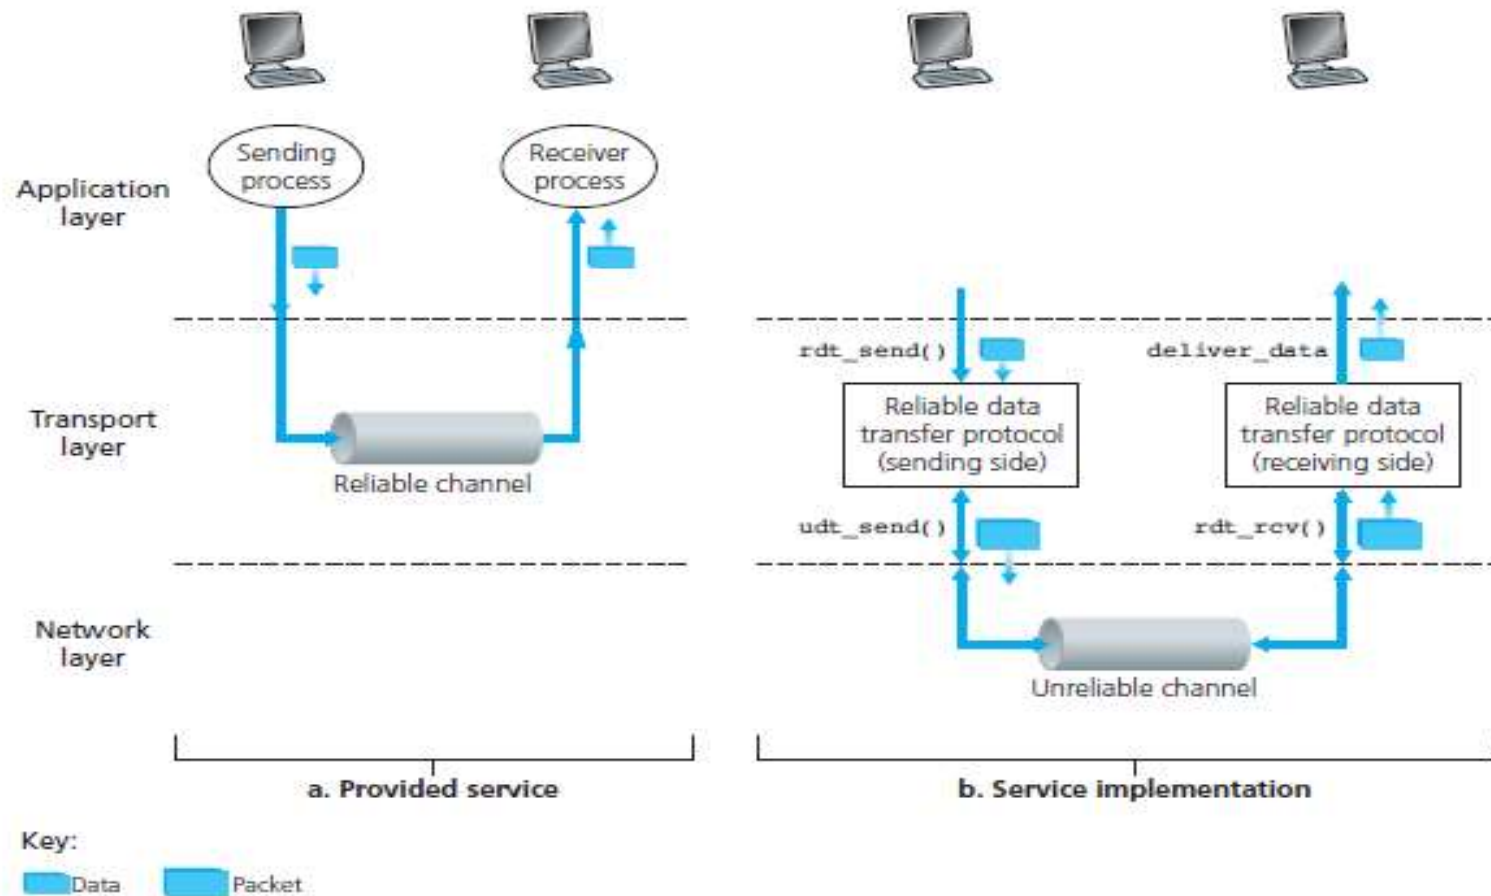 Sending
process
Receiver
process
Application
layer
rdt_send()
deliver_data
Transport
layer
Reliable data
transfer protocol
(sending side)
Reliable data
transfer protocol
(receiving side)
Reliable channel
udt_send()
rdt_rcv()
Network
layer
Unreliable channel
a. Provided service
b. Service implementation
Key:
Data
Packet